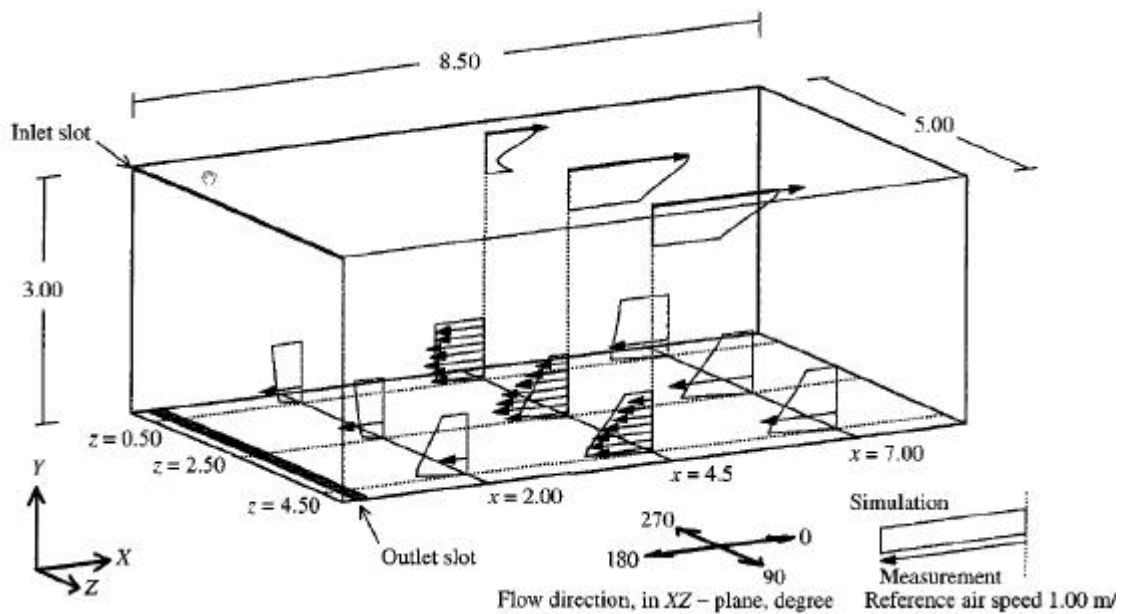 8.50
5.00
Inlet slot
3.00
z = 0.50
z = 2.50
z = 4.50
x = 2.00
x = 4.5
x = 7.00
Y
X
Z
Outlet slot
270
0
180
90
Flow direction, in XZ – plane, degree
Simulation
Measurement
Reference air speed 1.00 m/